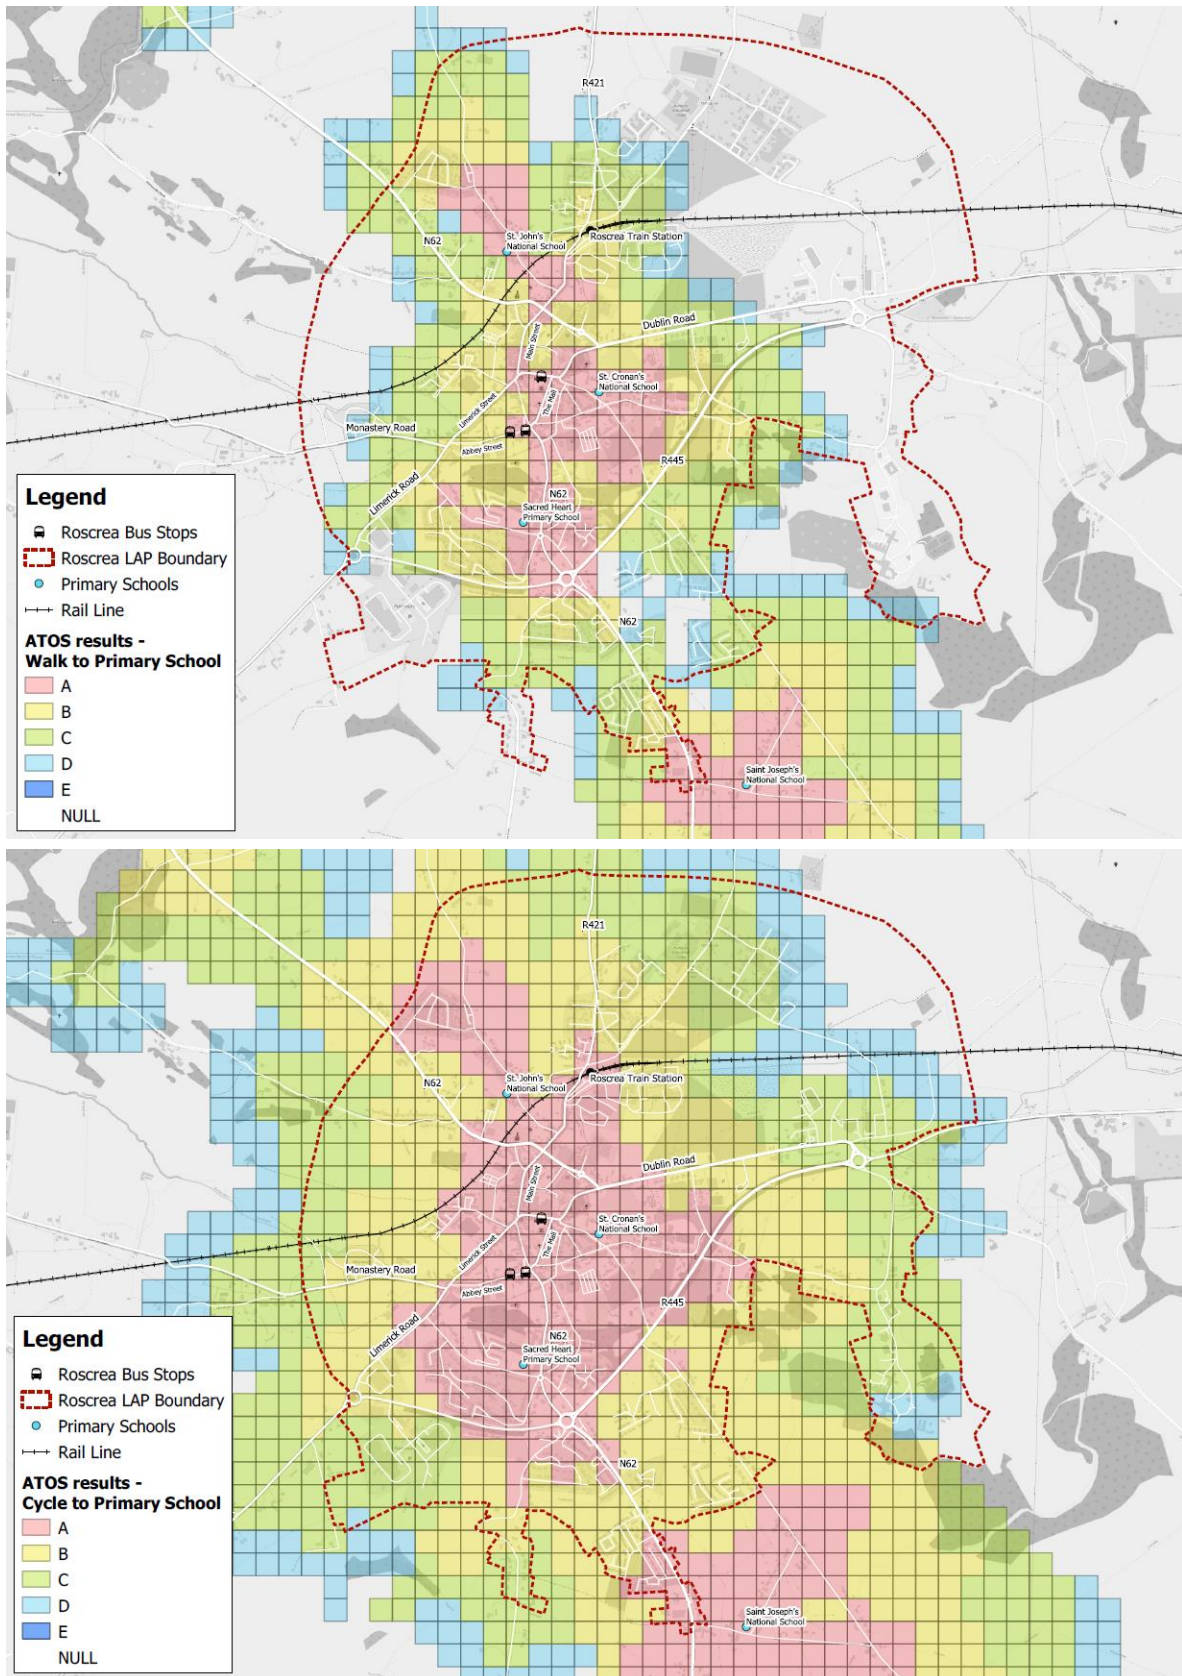 R421
N62
St. John's
National School
Roscrea Train Station
Main Street
Dublin Road
St. Cronan's
National School
The Mall
Limerick Street
Monastery Road
Abbey Street
R445
Limerick Road
N62
Sacred Heart
Primary School
N62
Saint Joseph's
National School
Legend
Roscrea Bus Stops
Roscrea LAP Boundary
Primary Schools
Rail Line
ATOS results -
Walk to Primary School
A
B
C
D
E
NULL
R421
N62
St. John's
National School
Roscrea Train Station
Main Street
Dublin Road
St. Cronan's
National School
The Mall
Limerick Street
Monastery Road
Abbey Street
R445
Limerick Road
N62
Sacred Heart
Primary School
N62
Saint Joseph's
National School
Legend
Roscrea Bus Stops
Roscrea LAP Boundary
Primary Schools
Rail Line
ATOS results -
Cycle to Primary School
A
B
C
D
E
NULL